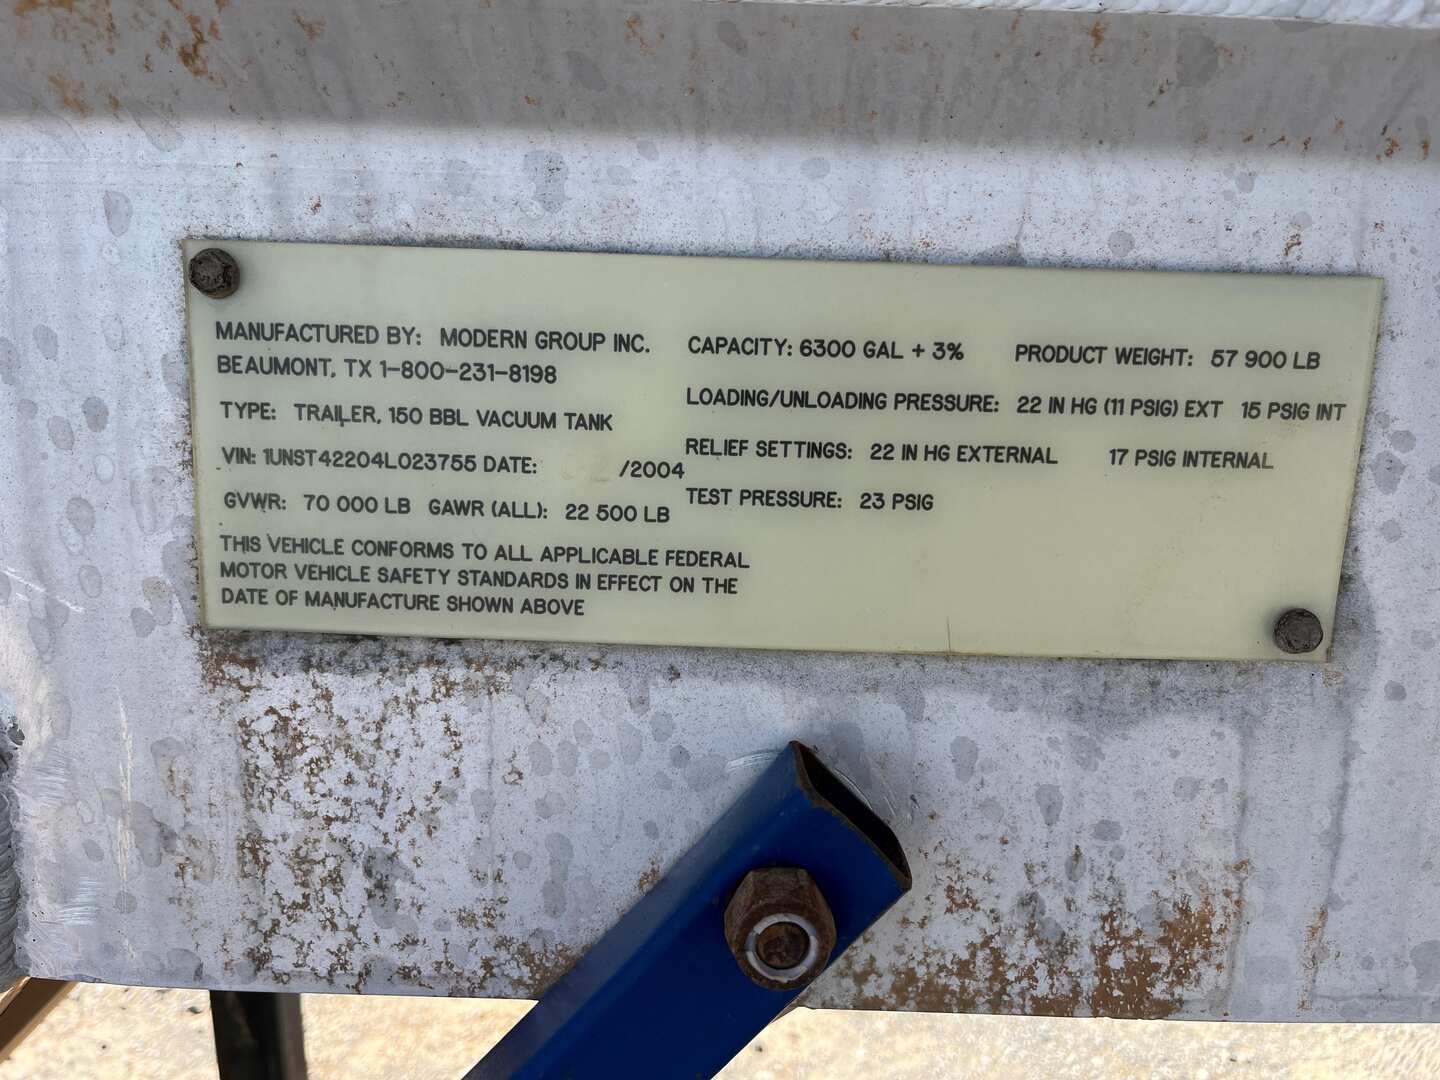 MANUFACTURED BY: MODERN GROUP INC.
BEAUMONT, TX 1-800-231-8198
TYPE: TRAILER, 150 BBL VACUUM TANK
VIN: 1UNST42204L023755 DATE: /2004
GVWR: 70 000 LB GAWR (ALL): 22 500 LB
THIS VEHICLE CONFORMS TO ALL APPLICABLE FEDERAL
MOTOR VEHICLE SAFETY STANDARDS IN EFFECT ON THE
DATE OF MANUFACTURE SHOWN ABOVE
CAPACITY: 6300 GAL + 3% PRODUCT WEIGHT: 57 900 LB
LOADING/UNLOADING PRESSURE: 22 IN HG (11 PSIG) EXT 15 PSIG INT
RELIEF SETTINGS: 22 IN HG EXTERNAL 17 PSIG INTERNAL
TEST PRESSURE: 23 PSIG